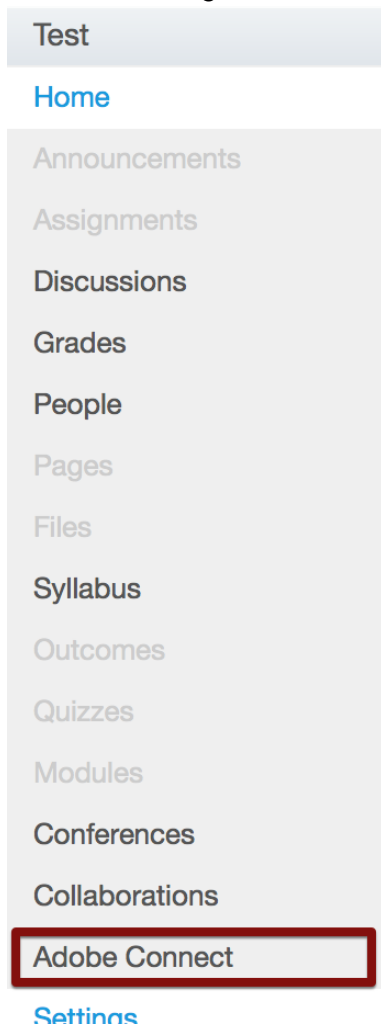 Test
Home
Announcements
Assignments
Discussions
Grades
People
Pages
Files
Syllabus
Outcomes
Quizzes
Modules
Conferences
Collaborations
Adobe Connect
Settings